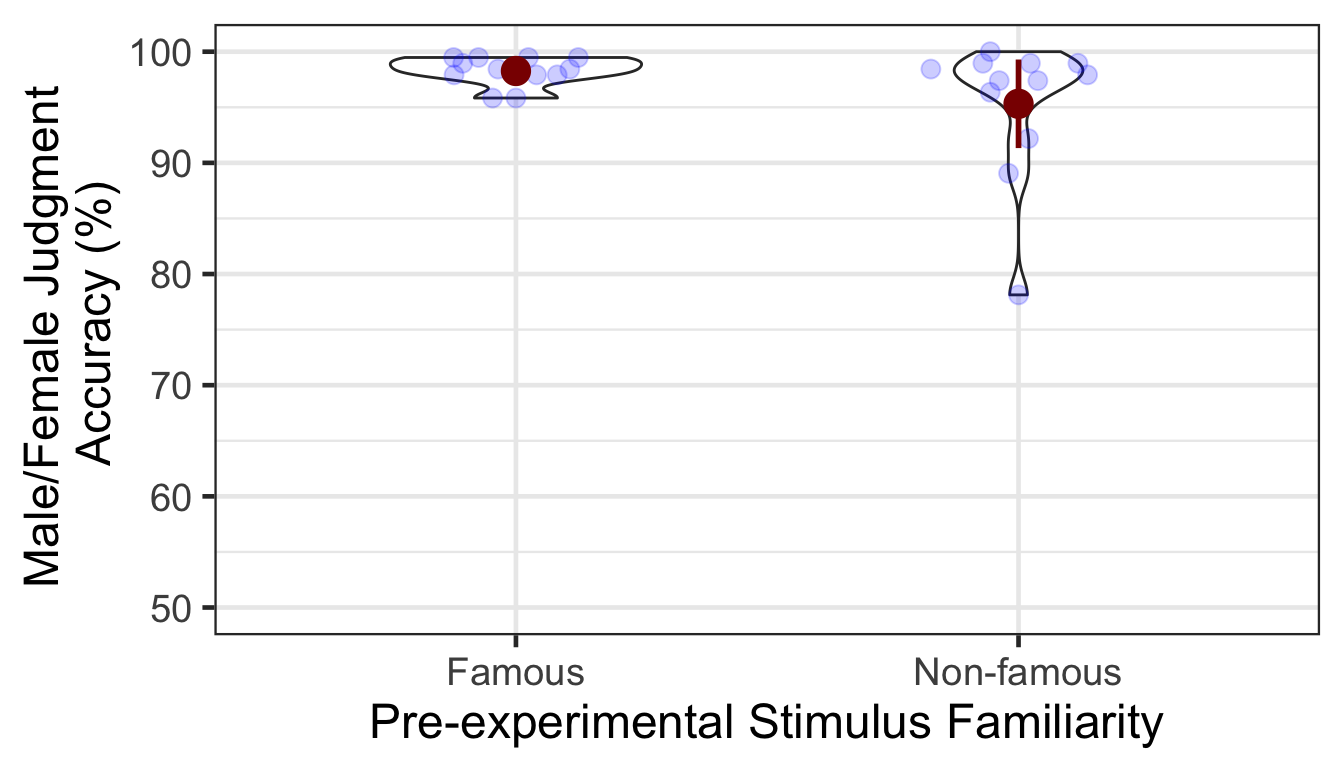 Male/Female Judgment
Accuracy (%)
100
90
80
70
60
50
Famous
Non-famous
Pre-experimental Stimulus Familiarity